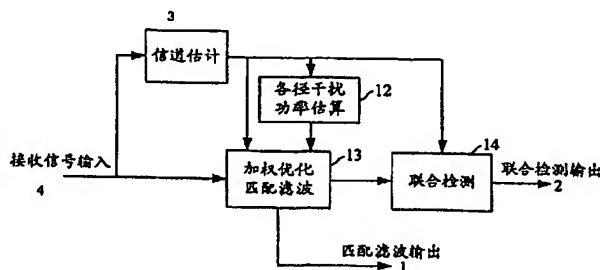 3
信道估计
各径干扰
功率估算
12
接收信号输入
4
加权优化
匹配滤波
13
联合检测
14
联合检测输出
2
匹配滤波输出
1